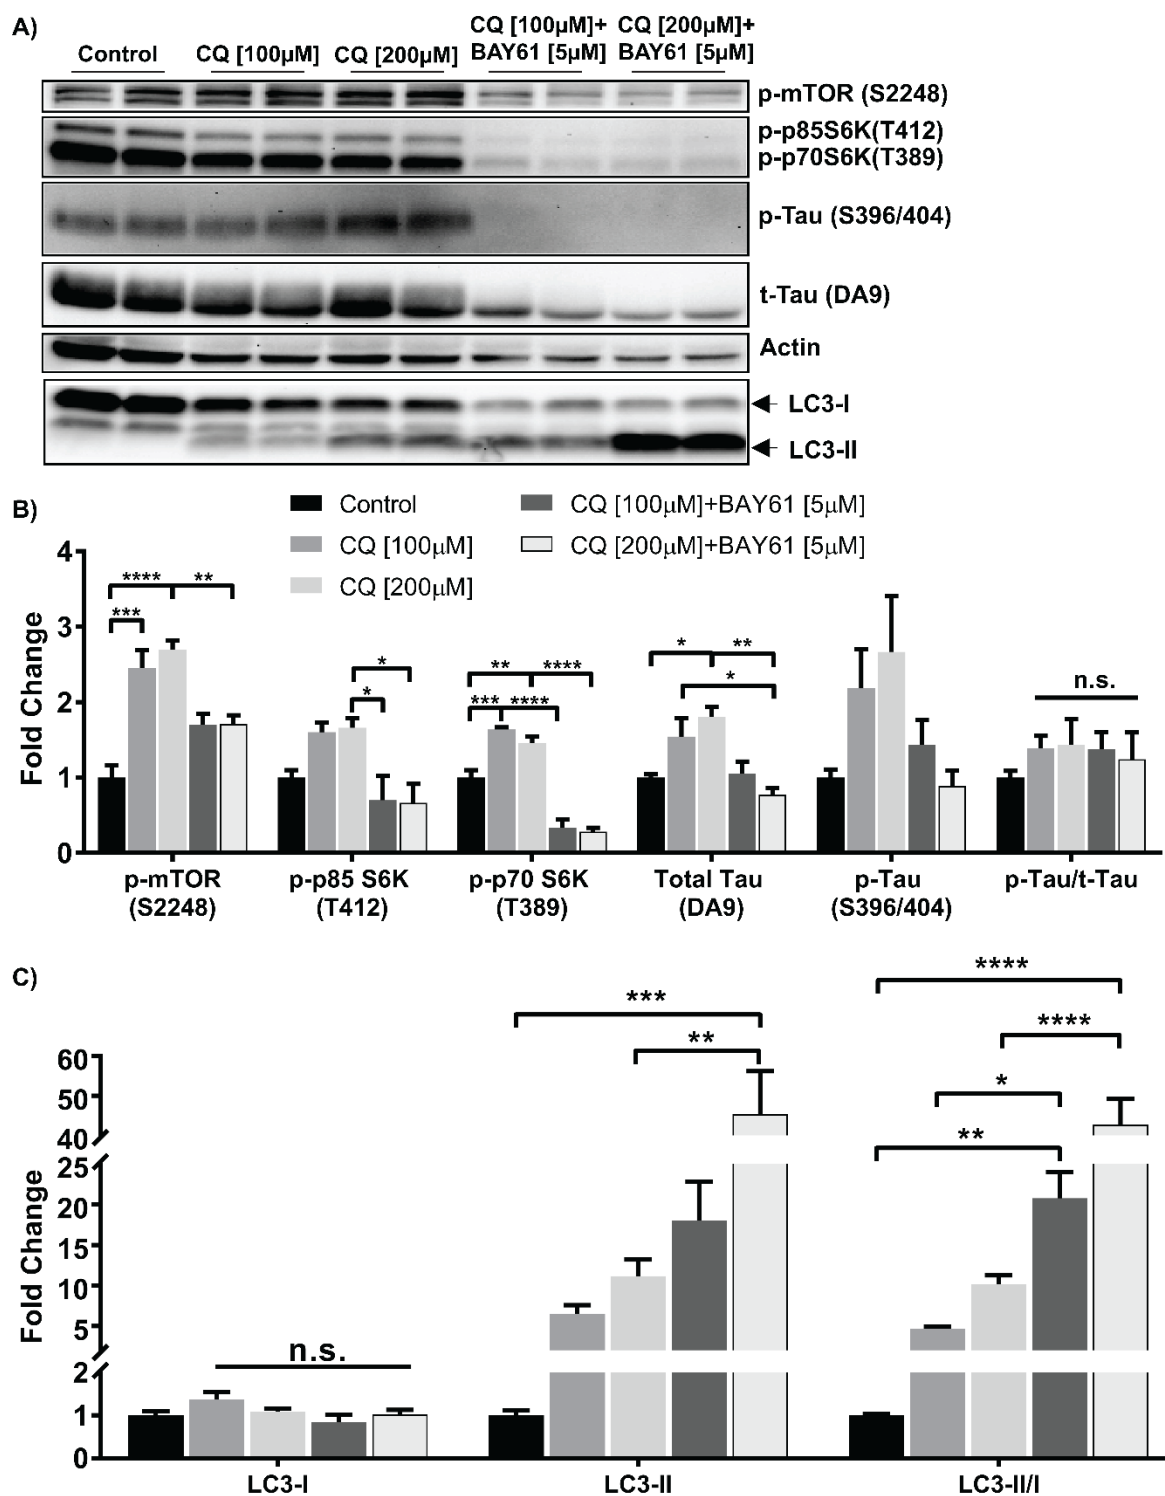 A)
Control
CQ [100µM]
CQ [200µM]
CQ [100µM]+
BAY61 [5µM]
CQ [200µM]+
BAY61 [5µM]
p-mTOR (S2248)
p-p85S6K(T412)
p-p70S6K(T389)
p-Tau (S396/404)
t-Tau (DA9)
Actin
LC3-I
LC3-II
B)
Control
CQ [100µM]
CQ [200µM]
CQ [100µM]+BAY61 [5µM]
CQ [200µM]+BAY61 [5µM]
Fold Change
4
3
2
1
0
**** **
***
*
*
** ****
*** ****
* **
*
n.s.
p-mTOR
(S2248)
p-p85 S6K
(T412)
p-p70 S6K
(T389)
Total Tau
(DA9)
p-Tau
(S396/404)
p-Tau/t-Tau
C)
Fold Change
60
50
40
25
20
15
10
5
2
1
0
n.s.
***
**
****
****
*
**
LC3-I
LC3-II
LC3-II/I